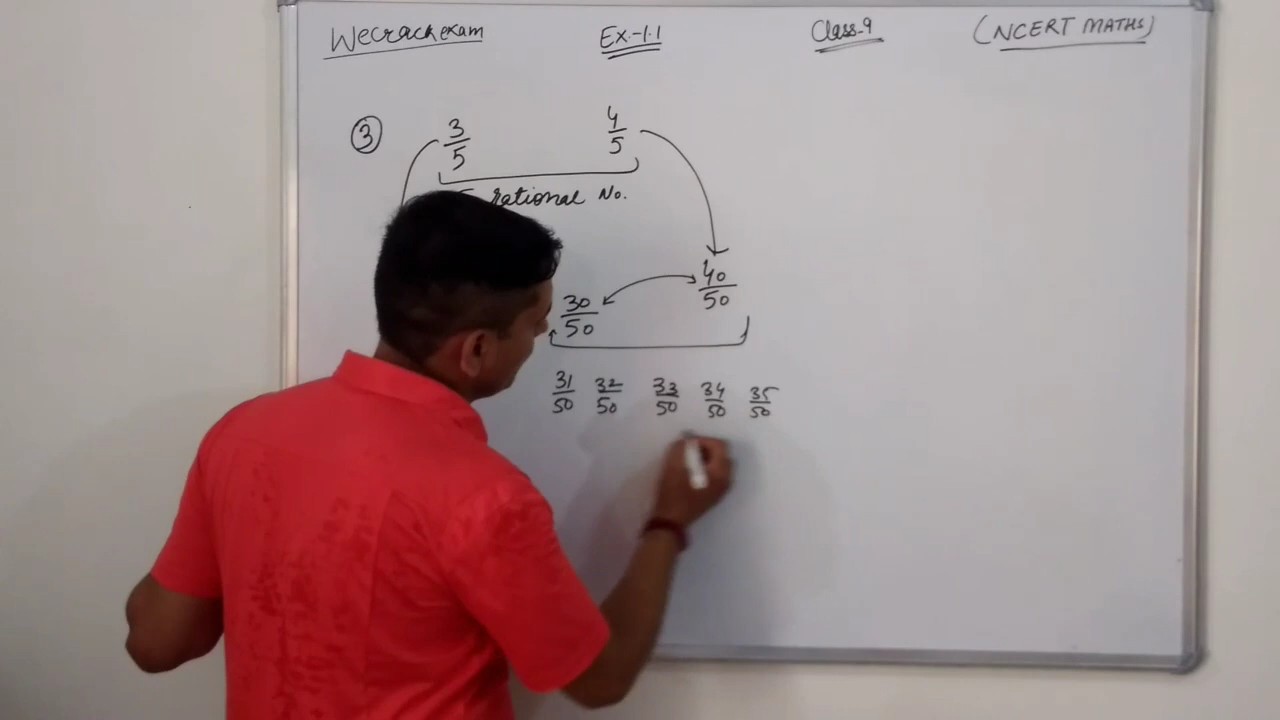 Wecrackexam Ex.-1.1 Class-9 (NCERT MATHS)
③ 3/5 4/5
rational No.
40/50
30/50
31/50 32/50 33/50 34/50 35/50